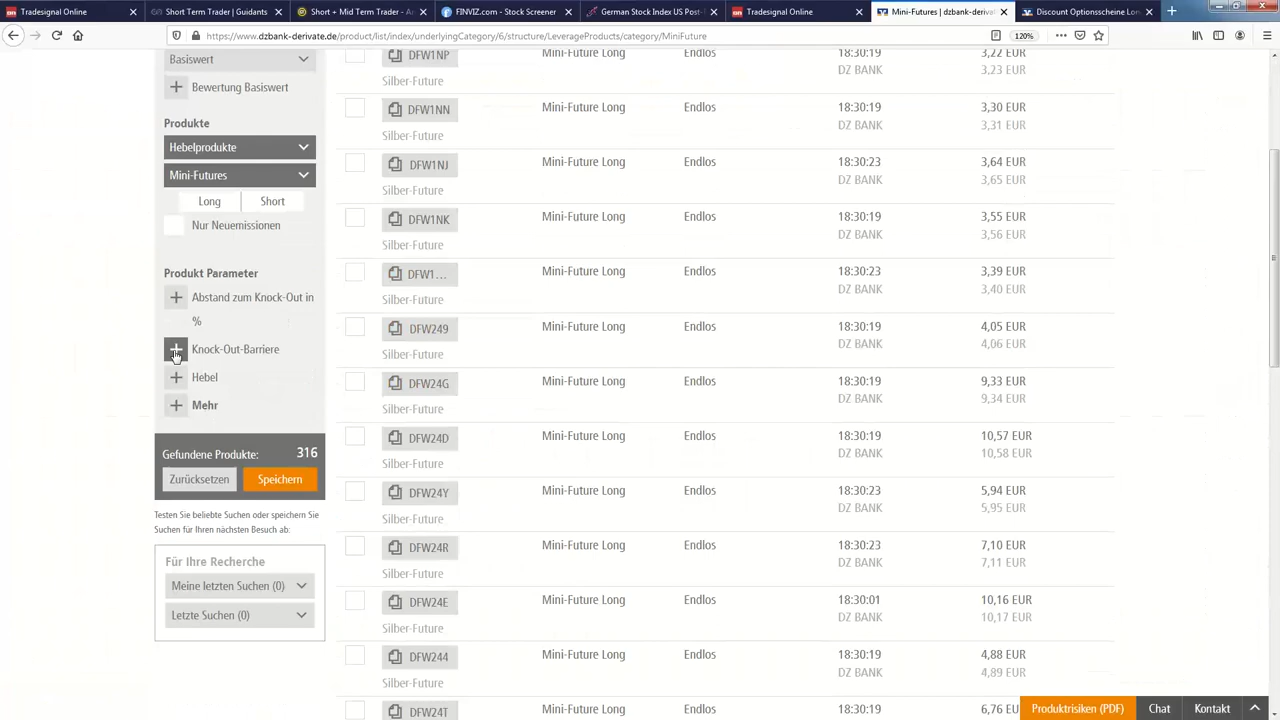 Tradesign Online
Short Term Trader | Guidants
Short + Mid Term Trader - An
FINVIZ.com - Stock Screener
German Stock Index US Post-
Tradesignal Online
Mini-Futures | dzbank-derivate.
Discount Optionsscheine Lon
https://www.dzbank-derivate.de/product/list/index/underlyingCategory/6/structure/LeverageProducts/category/MiniFuture
120%
Basiswert
Bewertung Basiswert
Produkte
Hebelprodukte
Mini-Futures
Long Short
Nur Neuemissionen
Produkt Parameter
Abstand zum Knock-Out in
%
Knock-Out-Barriere
Hebel
Mehr
Gefundene Produkte: 316
Zurücksetzen Speichern
Testen Sie beliebte Suchen oder speichern Sie
Suchen für Ihren nächsten Besuch ab:
Für Ihre Recherche
Meine letzten Suchen (0)
Letzte Suchen (0)
DFW1NP 18:30:19 3,22 EUR
Silber-Future Mini-Future Long Endlos DZ BANK 3,23 EUR
DFW1NN Mini-Future Long Endlos 18:30:19 3,30 EUR
Silber-Future DZ BANK 3,31 EUR
DFW1NJ Mini-Future Long Endlos 18:30:23 3,64 EUR
Silber-Future DZ BANK 3,65 EUR
DFW1NK Mini-Future Long Endlos 18:30:19 3,55 EUR
Silber-Future DZ BANK 3,56 EUR
DFW1... Mini-Future Long Endlos 18:30:23 3,39 EUR
Silber-Future DZ BANK 3,40 EUR
DFW249 Mini-Future Long Endlos 18:30:19 4,05 EUR
Silber-Future DZ BANK 4,06 EUR
DFW24G Mini-Future Long Endlos 18:30:19 9,33 EUR
Silber-Future DZ BANK 9,34 EUR
DFW24D Mini-Future Long Endlos 18:30:19 10,57 EUR
Silber-Future DZ BANK 10,58 EUR
DFW24Y Mini-Future Long Endlos 18:30:23 5,94 EUR
Silber-Future DZ BANK 5,95 EUR
DFW24R Mini-Future Long Endlos 18:30:23 7,10 EUR
Silber-Future DZ BANK 7,11 EUR
DFW24E Mini-Future Long Endlos 18:30:01 10,16 EUR
Silber-Future DZ BANK 10,17 EUR
DFW244 Mini-Future Long Endlos 18:30:19 4,88 EUR
Silber-Future DZ BANK 4,89 EUR
DFW24T Mini-Future Long Endlos 18:30:19 6,76 EUR
Produktrisiken (PDF) Chat Kontakt